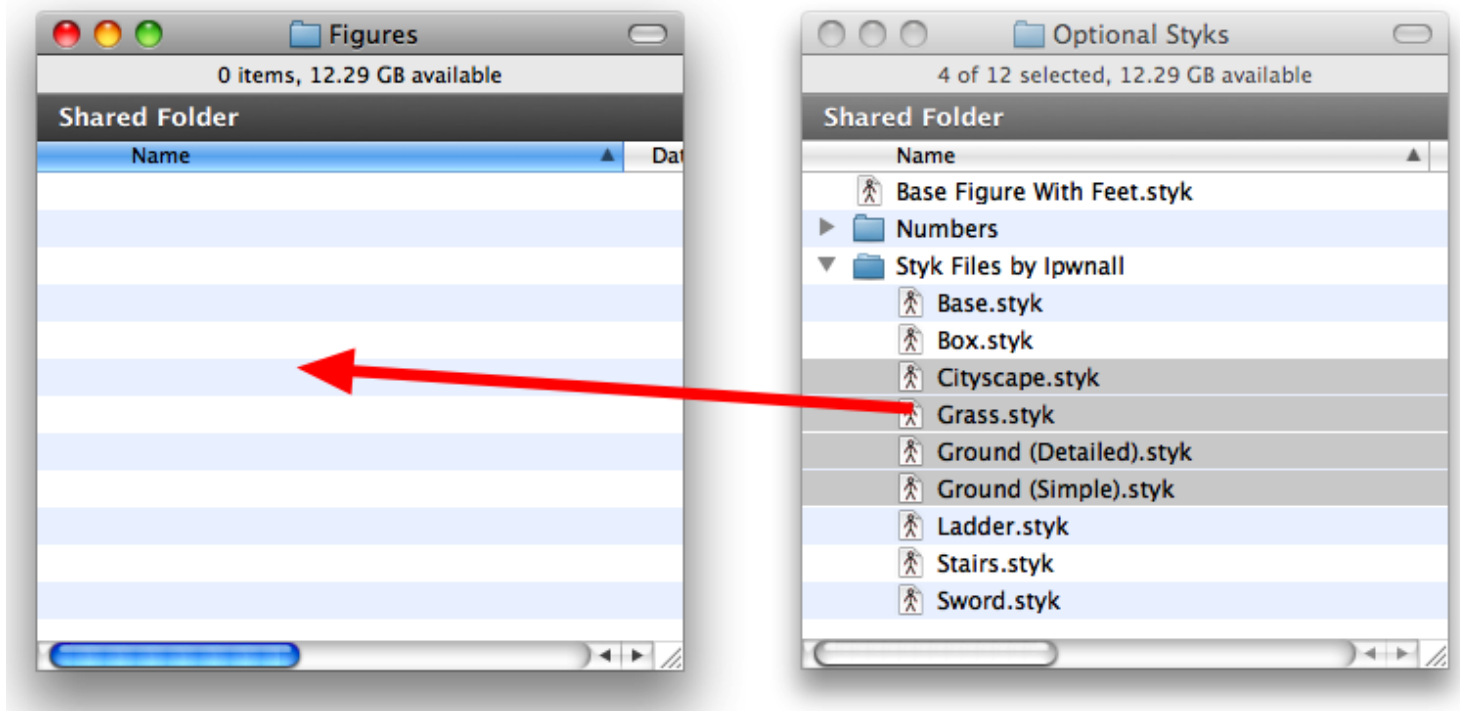 Figures
0 items, 12.29 GB available
Shared Folder
Name
Dat
Optional Styks
4 of 12 selected, 12.29 GB available
Shared Folder
Name
Base Figure With Feet.styk
Numbers
Styk Files by Ipwnall
Base.styk
Box.styk
Cityscape.styk
Grass.styk
Ground (Detailed).styk
Ground (Simple).styk
Ladder.styk
Stairs.styk
Sword.styk